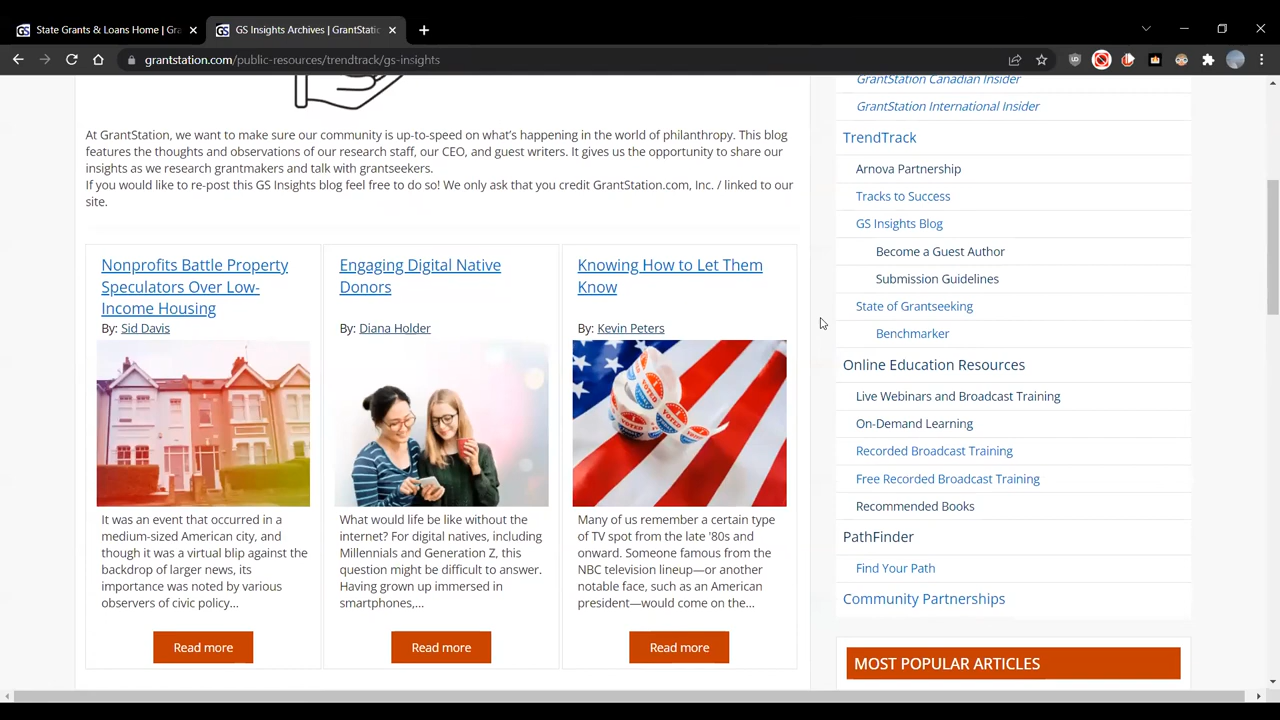 State Grants & Loans Home | Gra
GS Insights Archives | GrantStatic
grantstation.com/public-resources/trendtrack/gs-insights
At GrantStation, we want to make sure our community is up-to-speed on what's happening in the world of philanthropy. This blog
features the thoughts and observations of our research staff, our CEO, and guest writers. It gives us the opportunity to share our
insights as we research grantmakers and talk with grantseekers.
If you would like to re-post this GS Insights blog feel free to do so! We only ask that you credit GrantStation.com, Inc. / linked to our
site.
Nonprofits Battle Property
Speculators Over Low-
Income Housing
By: Sid Davis
It was an event that occurred in a
medium-sized American city, and
though it was a virtual blip against the
backdrop of larger news, its
importance was noted by various
observers of civic policy...
Read more
Engaging Digital Native
Donors
By: Diana Holder
What would life be like without the
internet? For digital natives, including
Millennials and Generation Z, this
question might be difficult to answer.
Having grown up immersed in
smartphones,...
Read more
Knowing How to Let Them
Know
By: Kevin Peters
VOTED
Many of us remember a certain type
of TV spot from the late '80s and
onward. Someone famous from the
NBC television lineup—or another
notable face, such as an American
president—would come on the...
Read more
GrantStation Canadian Insider
GrantStation International Insider
TrendTrack
Arnova Partnership
Tracks to Success
GS Insights Blog
Become a Guest Author
Submission Guidelines
State of Grantseeking
Benchmarker
Online Education Resources
Live Webinars and Broadcast Training
On-Demand Learning
Recorded Broadcast Training
Free Recorded Broadcast Training
Recommended Books
PathFinder
Find Your Path
Community Partnerships
MOST POPULAR ARTICLES